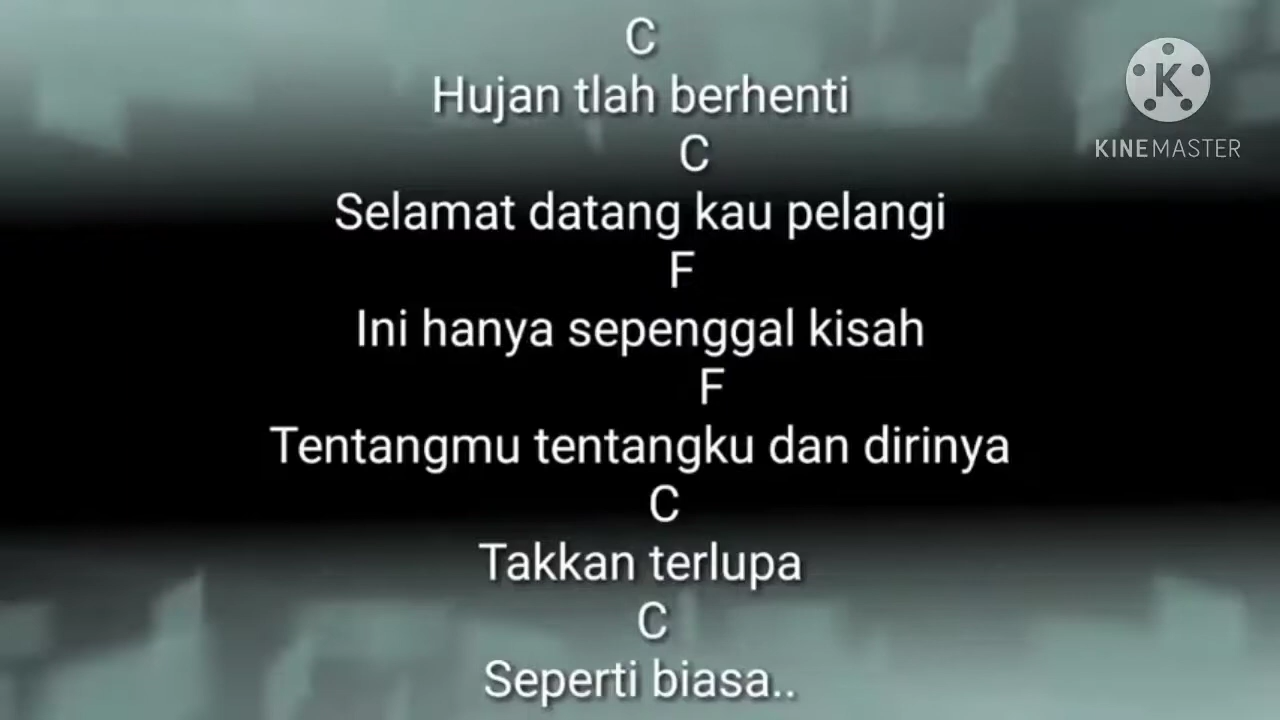 C
Hujan tlah berhenti
C
Selamat datang kau pelangi
F
Ini hanya sepenggal kisah
F
Tentangmu tentangku dan dirinya
C
Takkan terlupa
C
Seperti biasa..
K
KINEMASTER